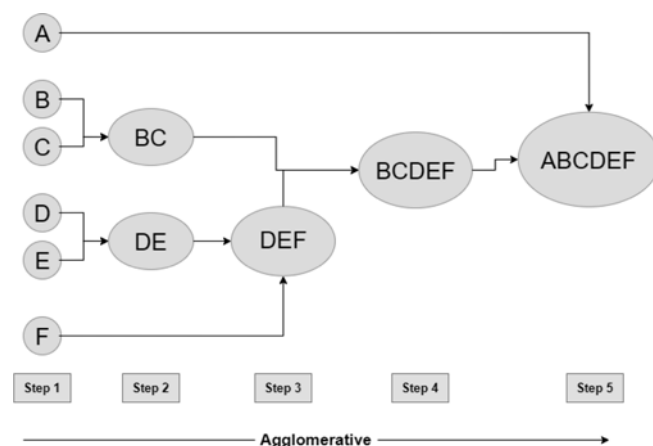 A
B
C
BC
BCDEF
ABCDEF
D
E
DE
DEF
F
Step 1
Step 2
Step 3
Step 4
Step 5
Agglomerative